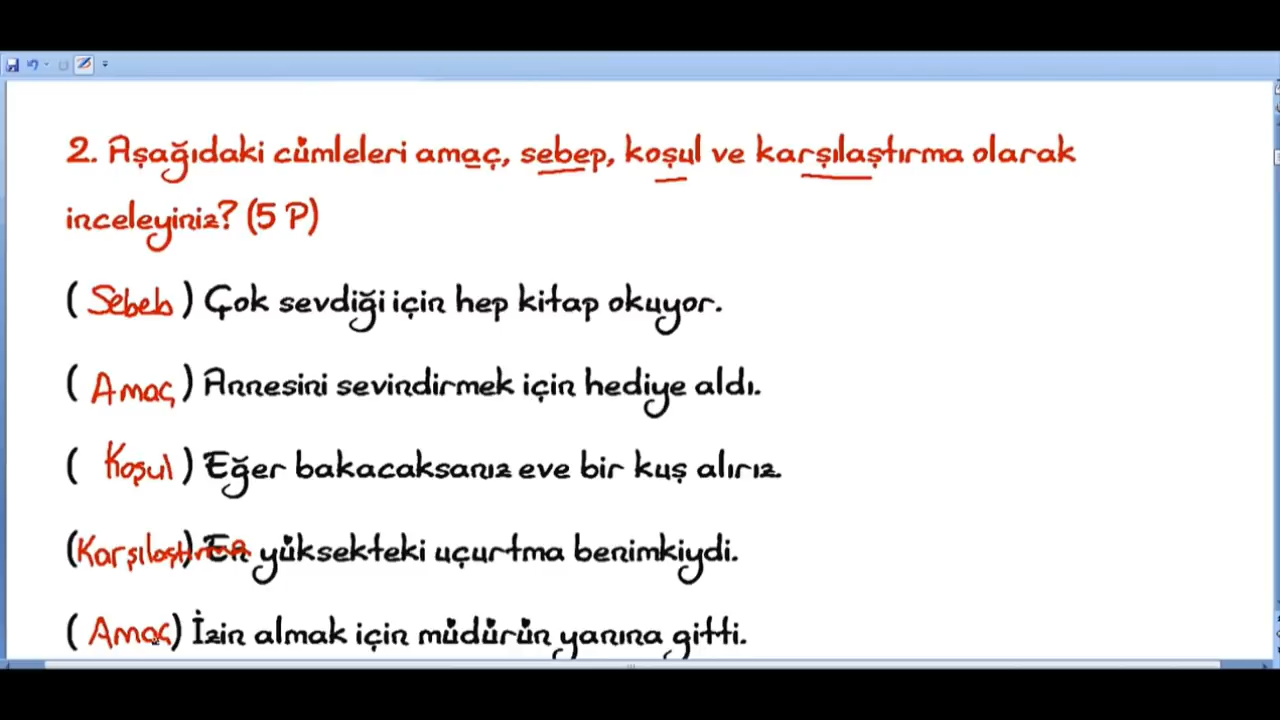 2. Aşağıdaki cümleleri amaç, sebep, koşul ve karşılaştırma olarak
inceleyiniz? (5 P)
( Sebeb ) Çok sevdiği için hep kitap okuyor.
( Amaç ) Annesini sevindirmek için hediye aldı.
( Koşul ) Eğer bakacaksanız eve bir kuş alırız.
(Karşılaştırma) En yüksekteki uçurtma benimkiydi.
( Amaç) İzin almak için müdürün yanına gitti.